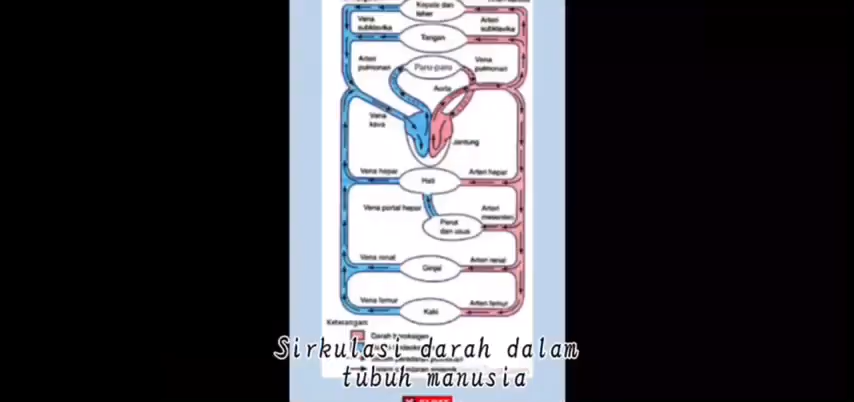 Kepala dan
leher
Vena
subklavika
Arteri
subklavika
Tangan
Arteri
pulmonari
Paru-paru
Vena
pulmonari
Aorta
Vena
kava
Jantung
Vena hepar
Arteri hepar
Hati
Vena portal hepar
Arteri
mesenteri
Perut
dan usus
Vena renal
Arteri renal
Ginjal
Vena femur
Arteri femur
Kaki
Keterangan:
Darah
Sirkulasi darah dalam
tubuh manusia